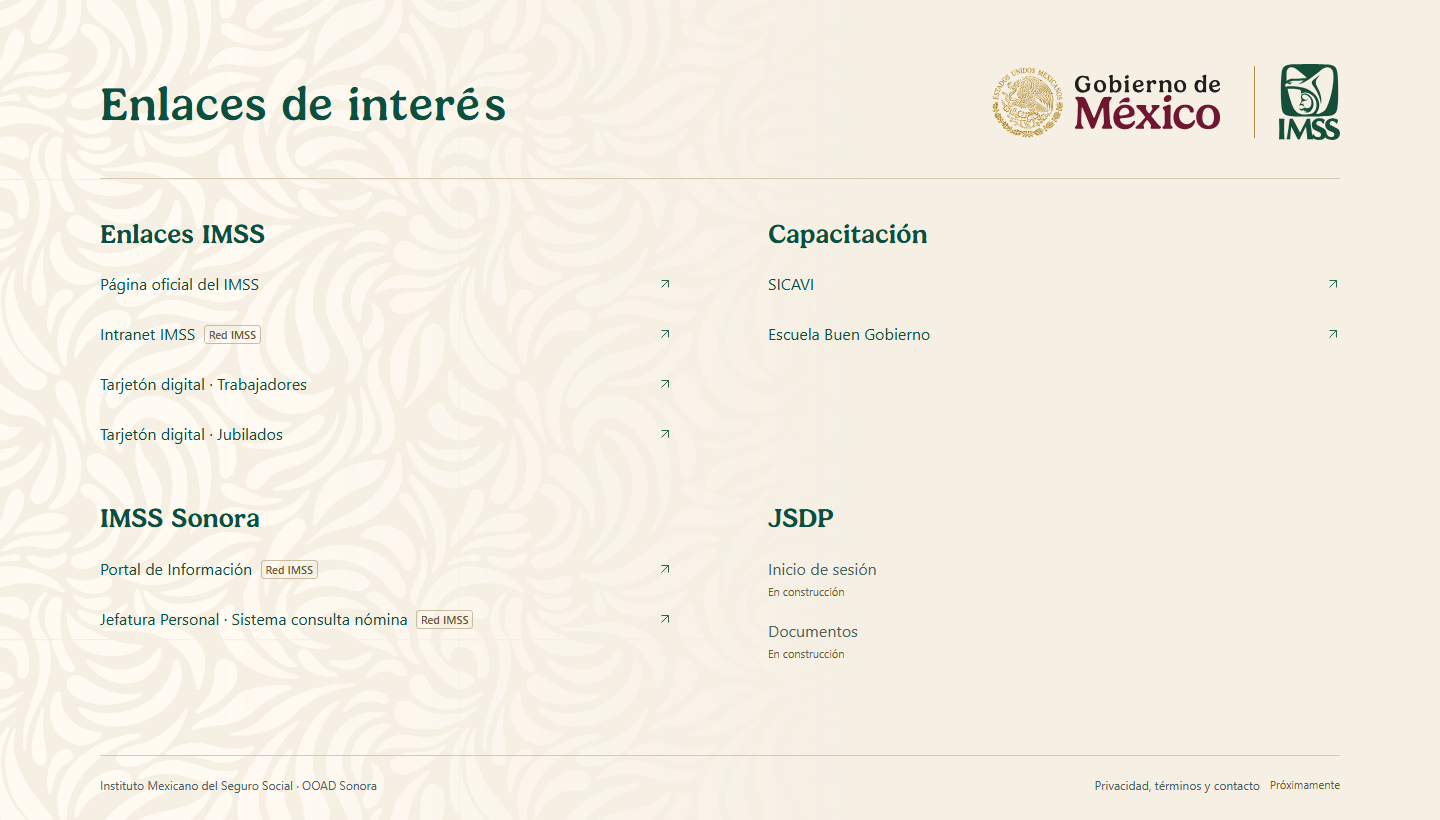 Enlaces de interés
ESTADOS UNIDOS MEXICANOS
Gobierno de
México
IMSS
Enlaces IMSS
Página oficial del IMSS
Intranet IMSS Red IMSS
Tarjetón digital · Trabajadores
Tarjetón digital · Jubilados
Capacitación
SICAVI
Escuela Buen Gobierno
IMSS Sonora
Portal de Información Red IMSS
Jefatura Personal · Sistema consulta nómina Red IMSS
JSDP
Inicio de sesión
En construcción
Documentos
En construcción
Instituto Mexicano del Seguro Social · OOAD Sonora
Privacidad, términos y contacto Próximamente